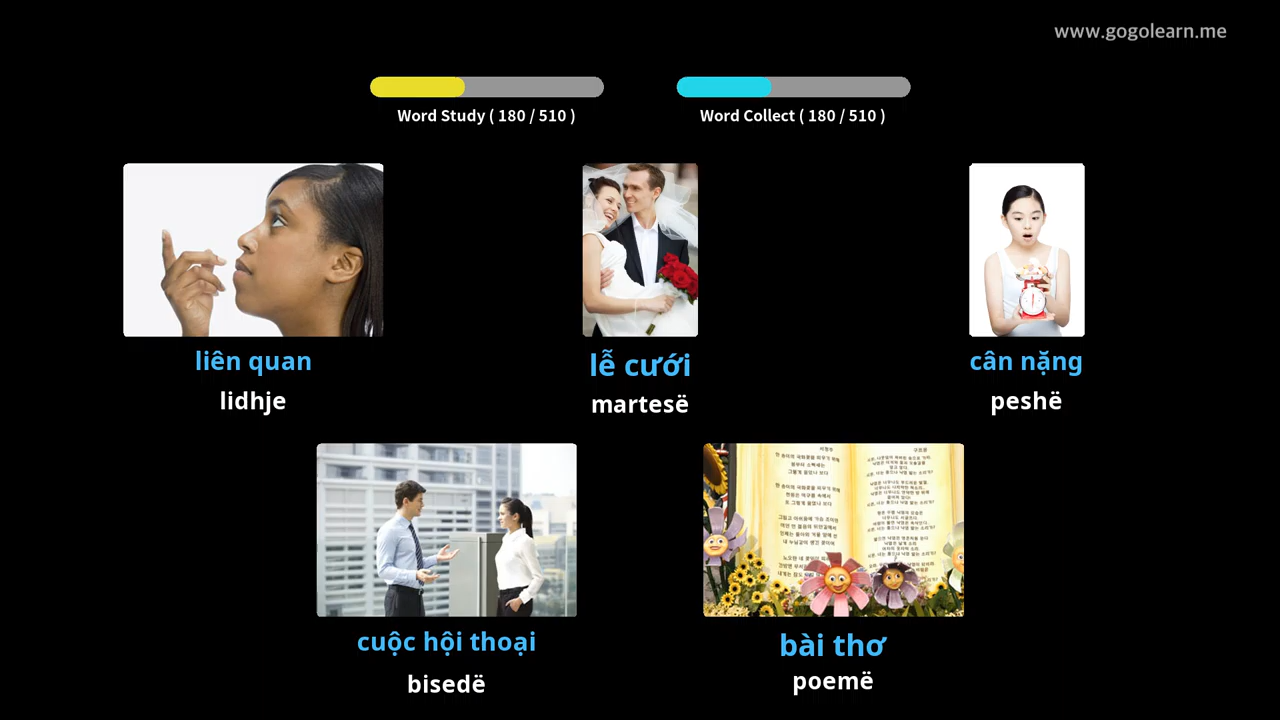 www.gogolearn.me
Word Study ( 180 / 510 )
Word Collect ( 180 / 510 )
liên quan
lidhje
lễ cưới
martesë
cân nặng
peshë
cuộc hội thoại
bisedë
bài thơ
poemë